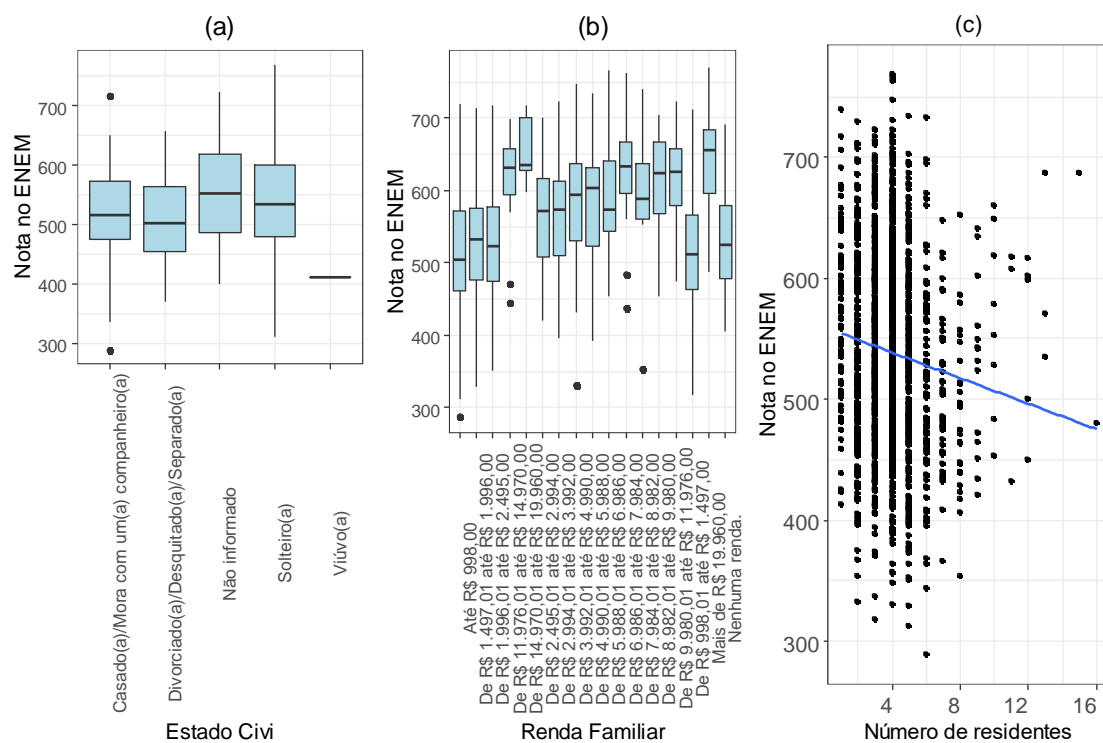 (a)
Nota no ENEM
700
600
500
400
300
Casado(a)/Mora com um(a) companheiro(a)
Divorciado(a)/Desquitado(a)/Separado(a)
Não informado
Solteiro(a)
Viúvo(a)
Estado Civi
(b)
Nota no ENEM
700
600
500
400
300
Até R$ 998,00
De R$ 1.497,01 até R$ 1.996,00
De R$ 1.996,01 até R$ 2.495,00
De R$ 11.976,01 até R$ 14.970,00
De R$ 14.970,01 até R$ 19.960,00
De R$ 2.495,01 até R$ 2.994,00
De R$ 2.994,01 até R$ 3.992,00
De R$ 3.992,01 até R$ 4.990,00
De R$ 4.990,01 até R$ 5.988,00
De R$ 5.988,01 até R$ 6.986,00
De R$ 6.986,01 até R$ 7.984,00
De R$ 7.984,01 até R$ 8.982,00
De R$ 8.982,01 até R$ 9.980,00
De R$ 9.980,01 até R$ 11.976,00
De R$ 998,01 até R$ 1.497,00
Mais de R$ 19.960,00
Nenhuma renda.
Renda Familiar
(c)
Nota no ENEM
700
600
500
400
300
4
8
12
16
Número de residentes